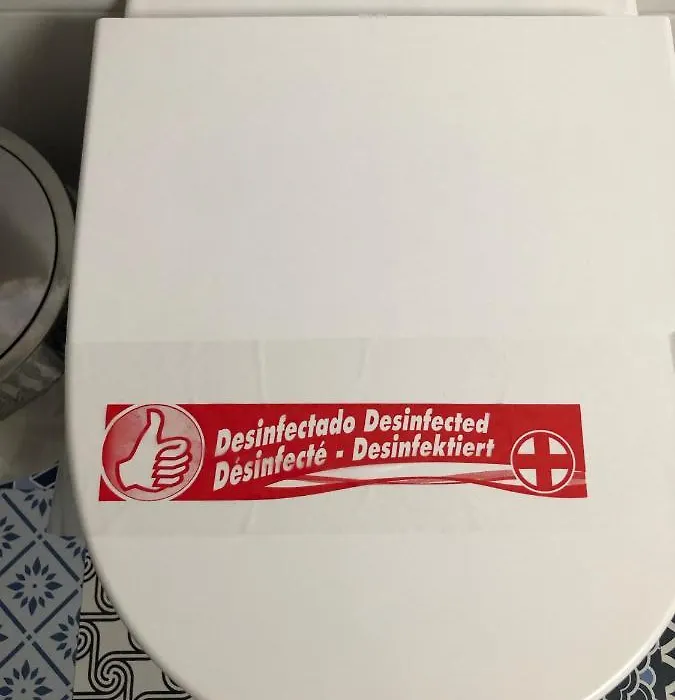 Desinfectado Desinfected
Désinfecté - Desinfektiert